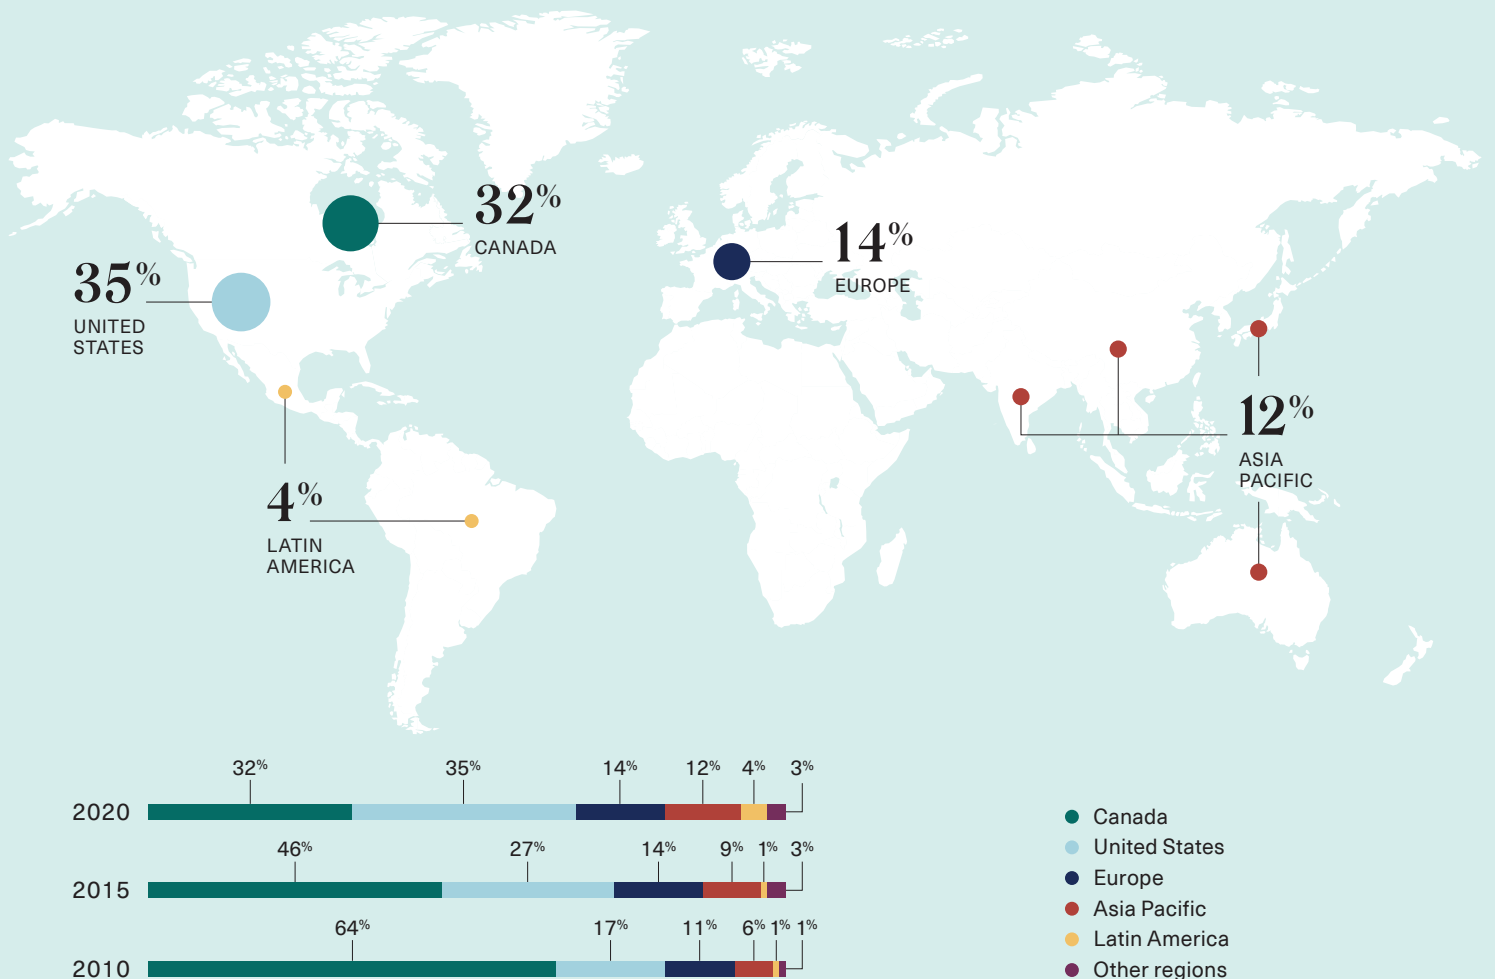 32%
CANADA
35%
UNITED
STATES
14%
EUROPE
12%
ASIA
PACIFIC
4%
LATIN
AMERICA
32% 35% 14% 12% 4% 3%
2020
46% 27% 14% 9% 1% 3%
2015
64% 17% 11% 6% 1% 1%
2010
Canada
United States
Europe
Asia Pacific
Latin America
Other regions